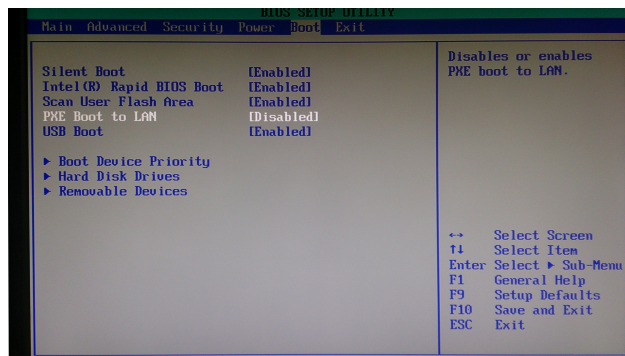 BIOS SETUP UTILITY
Main Advanced Security Power Boot Exit
Silent Boot [Enabled]
Intel(R) Rapid BIOS Boot [Enabled]
Scan User Flash Area [Enabled]
PXE Boot to LAN [Disabled]
USB Boot [Enabled]
▶ Boot Device Priority
▶ Hard Disk Drives
▶ Removable Devices
Disables or enables
PXE boot to LAN.
↔ Select Screen
↑↓ Select Item
Enter Select ▶ Sub-Menu
F1 General Help
F9 Setup Defaults
F10 Save and Exit
ESC Exit